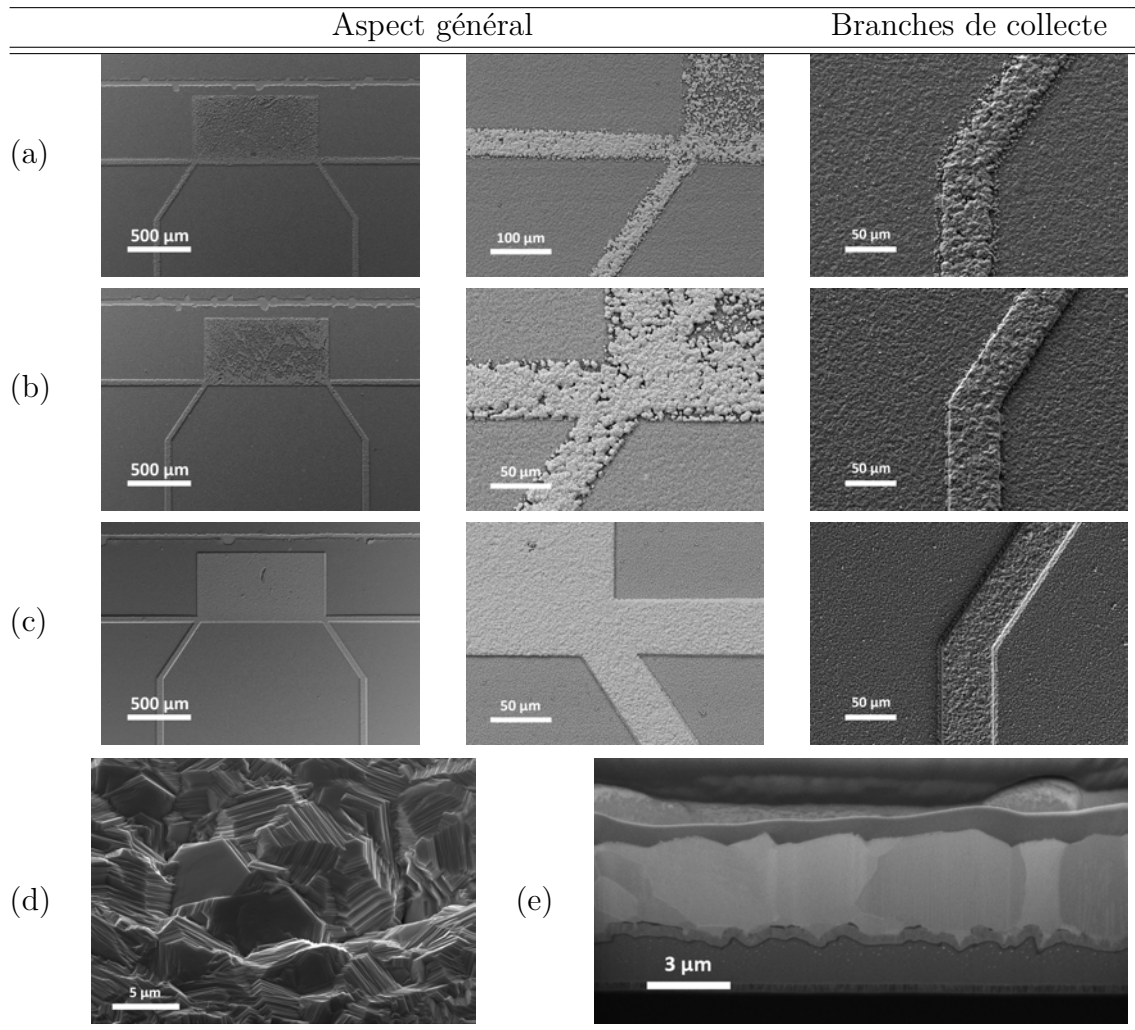 Aspect général Branches de collecte
(a)
500 µm
100 µm
50 µm
(b)
500 µm
50 µm
50 µm
(c)
500 µm
50 µm
50 µm
(d)
5 µm
(e)
3 µm